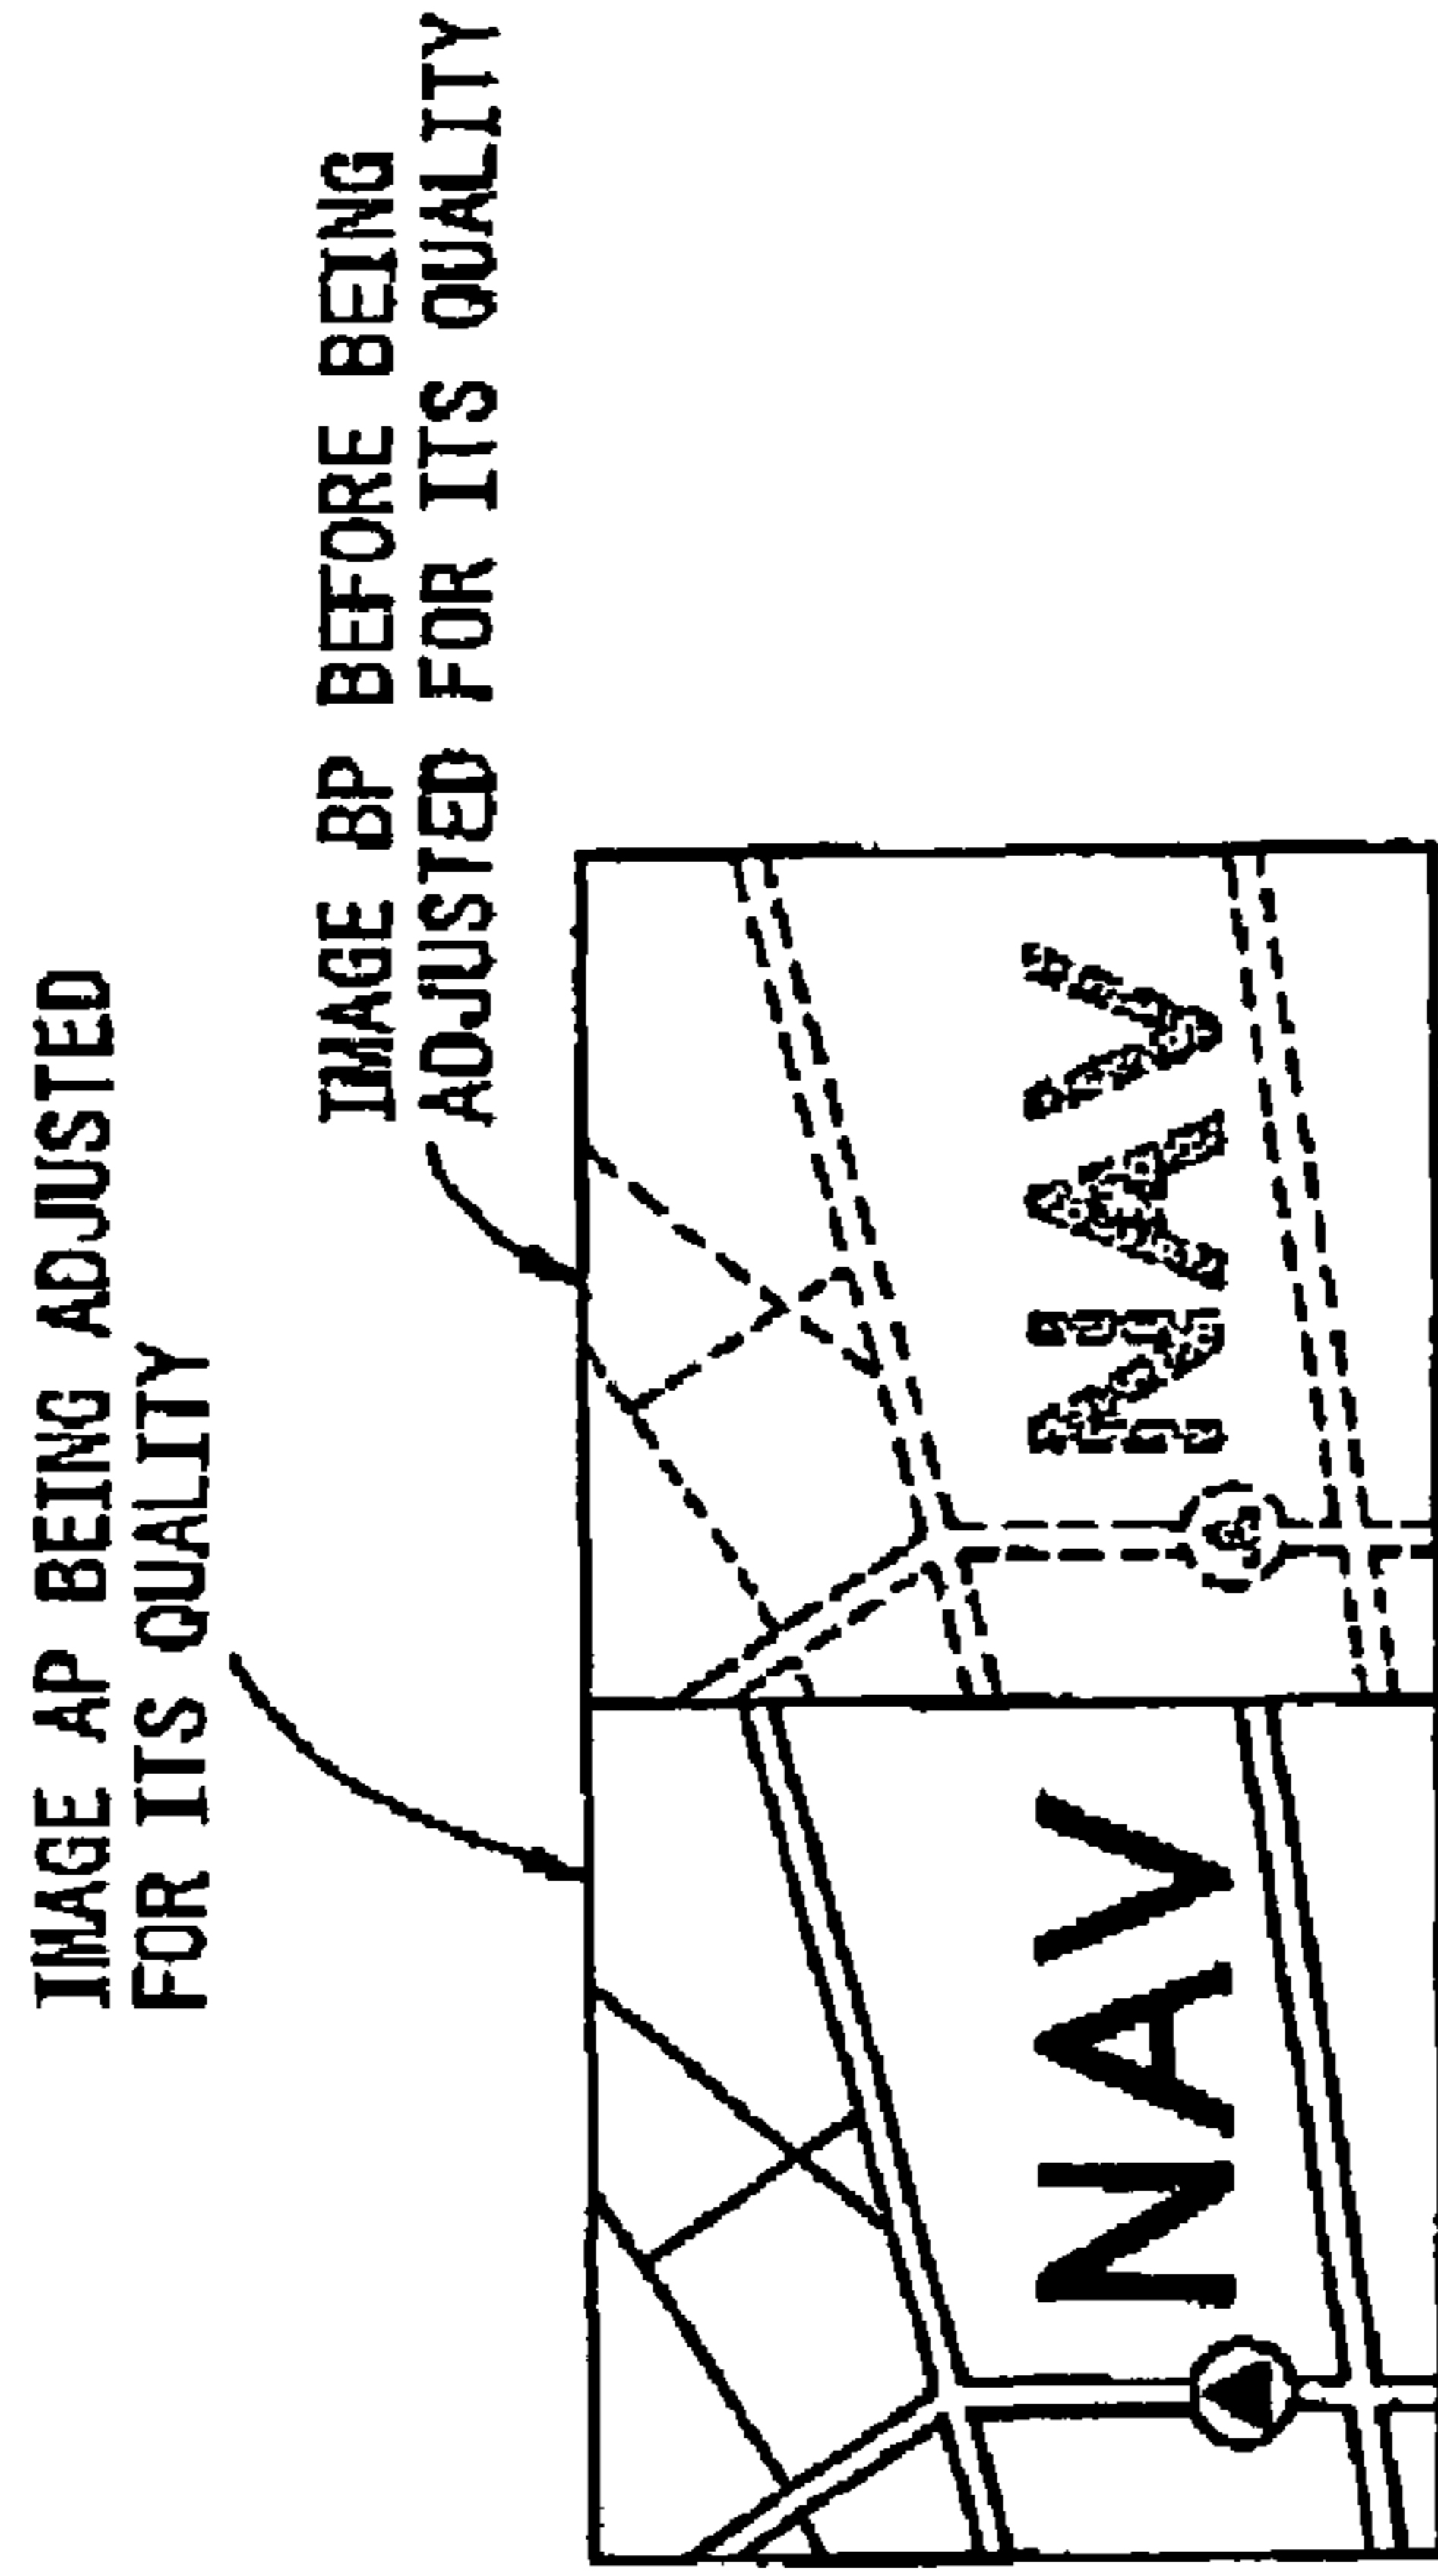 IMAGE AP BEING ADJUSTED
FOR ITS QUALITY
IMAGE BP BEFORE BEING
ADJUSTED FOR ITS QUALITY
NAV
NAV